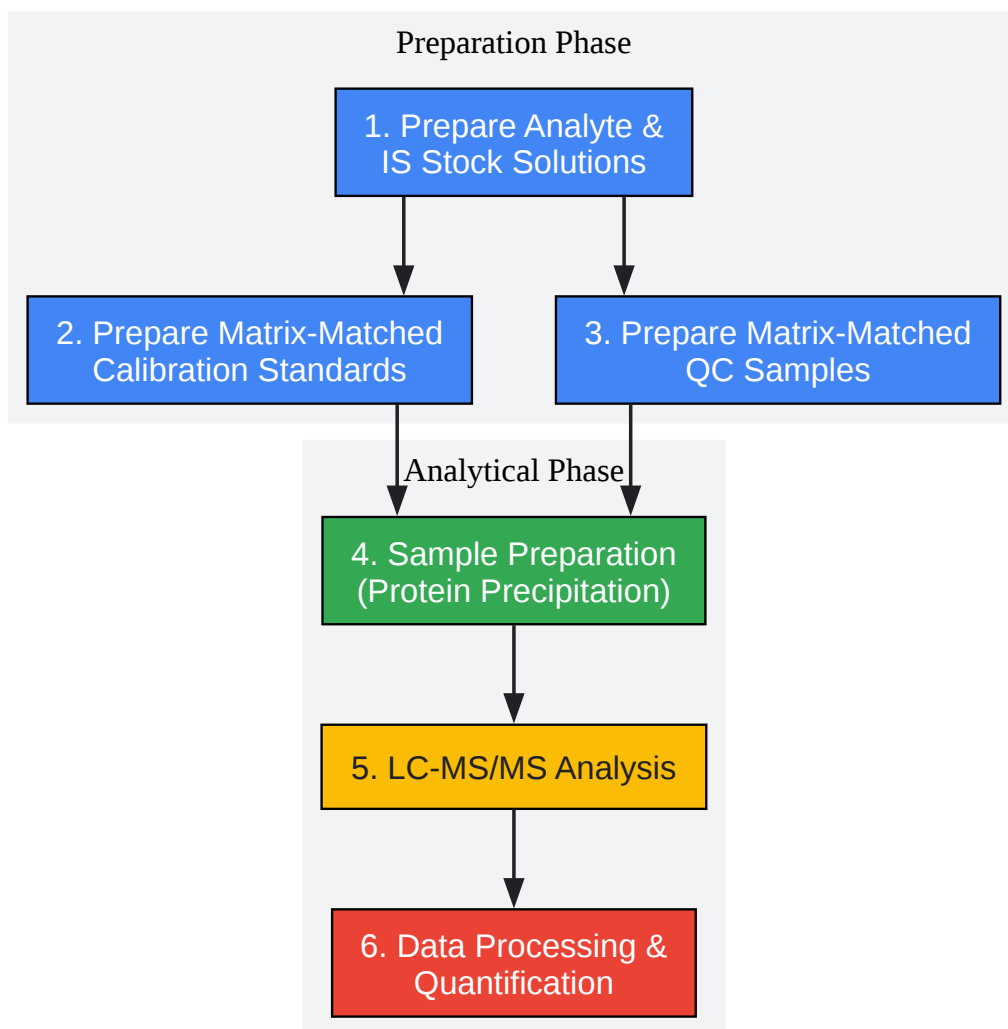 Preparation Phase
1. Prepare Analyte &
IS Stock Solutions
2. Prepare Matrix-Matched
Calibration Standards
3. Prepare Matrix-Matched
QC Samples
Analytical Phase
4. Sample Preparation
(Protein Precipitation)
5. LC-MS/MS Analysis
6. Data Processing &
Quantification